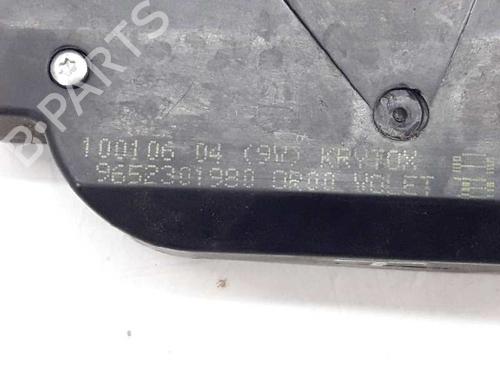 B-PARTS
100106 04 (9W) KRYTOX
9652301980 OR00 VOLET